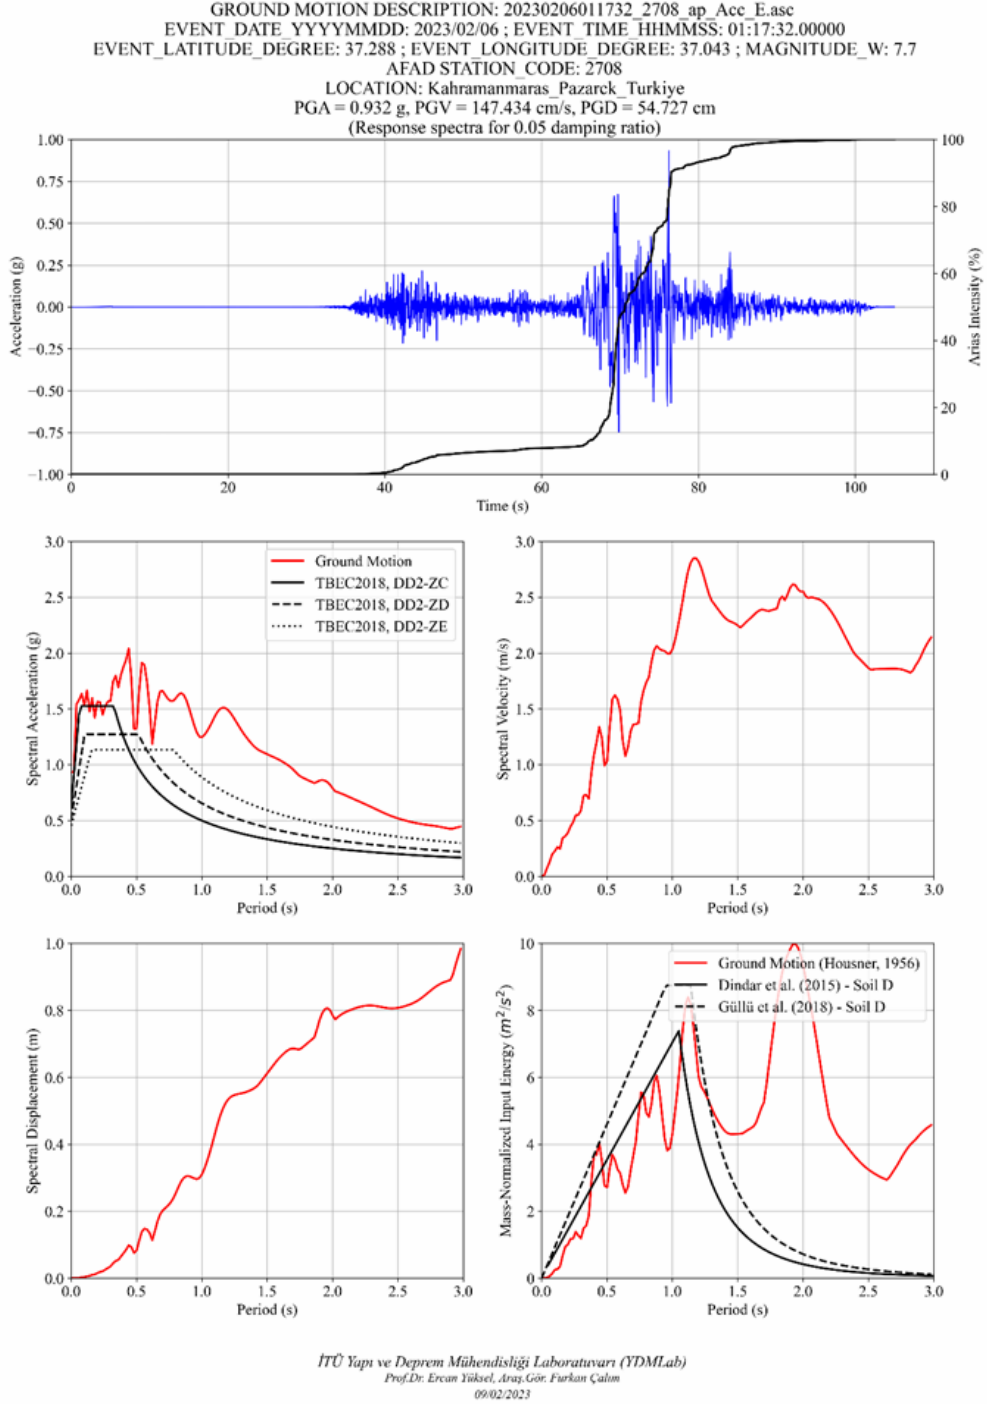 GROUND MOTION DESCRIPTION: 20230206011732_2708_ap_Acc_E.asc
EVENT_DATE_YYYYMMDD: 2023/02/06 ; EVENT_TIME_HHMMSS: 01:17:32.00000
EVENT_LATITUDE_DEGREE: 37.288 ; EVENT_LONGITUDE_DEGREE: 37.043 ; MAGNITUDE_W: 7.7
AFAD STATION_CODE: 2708
LOCATION: Kahramanmaras_Pazarck_Turkiye
PGA = 0.932 g, PGV = 147.434 cm/s, PGD = 54.727 cm
(Response spectra for 0.05 damping ratio)
Acceleration (g)
1.00
0.75
0.50
0.25
0.00
−0.25
−0.50
−0.75
−1.00
0 20 40 60 80 100
Time (s)
100
80
60
40
20
0
Arias Intensity (%)
Spectral Acceleration (g)
3.0
2.5
2.0
1.5
1.0
0.5
0.0
Ground Motion
TBEC2018, DD2-ZC
TBEC2018, DD2-ZD
TBEC2018, DD2-ZE
0.0 0.5 1.0 1.5 2.0 2.5 3.0
Period (s)
Spectral Velocity (m/s)
3.0
2.5
2.0
1.5
1.0
0.5
0.0
0.0 0.5 1.0 1.5 2.0 2.5 3.0
Period (s)
Spectral Displacement (m)
1.0
0.8
0.6
0.4
0.2
0.0
0.0 0.5 1.0 1.5 2.0 2.5 3.0
Period (s)
Mass-Normalized Input Energy (m²/s²)
10
8
6
4
2
0
Ground Motion (Housner, 1956)
Dindar et al. (2015) - Soil D
Güllü et al. (2018) - Soil D
0.0 0.5 1.0 1.5 2.0 2.5 3.0
Period (s)
İTÜ Yapı ve Deprem Mühendisliği Laboratuvarı (YDMLab)
Prof.Dr. Ercan Yüksel, Araş.Gör. Furkan Çalım
09/02/2023